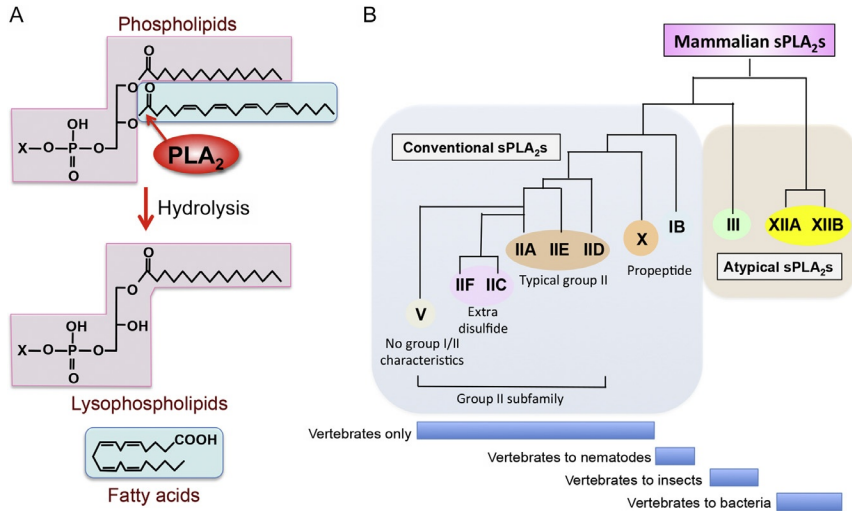 A
Phospholipids
O
O
O
OH
X—O—P—O
O
O
PLA2
Hydrolysis
O
O
OH
OH
X—O—P—O
O
Lysophospholipids
COOH
Fatty acids
B
Mammalian sPLA2s
Conventional sPLA2s
IIA IIE IID
X
IB
III
XIIA XIIB
Typical group II
Propeptide
Atypical sPLA2s
IIF IIC
Extra
disulfide
V
No group I/II
characteristics
Group II subfamily
Vertebrates only
Vertebrates to nematodes
Vertebrates to insects
Vertebrates to bacteria